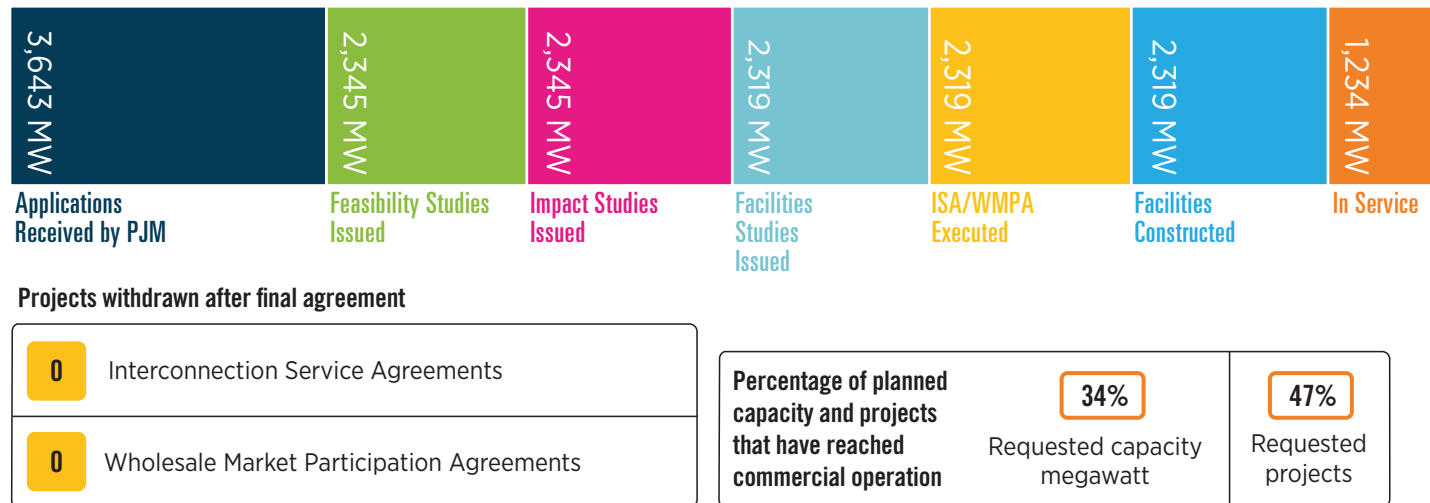 3,643 MW
2,345 MW
2,345 MW
2,319 MW
2,319 MW
2,319 MW
1,234 MW
Applications
Received by PJM
Feasibility Studies
Issued
Impact Studies
Issued
Facilities
Studies
Issued
ISA/WMPA
Executed
Facilities
Constructed
In Service
Projects withdrawn after final agreement
0 Interconnection Service Agreements
0 Wholesale Market Participation Agreements
Percentage of planned
capacity and projects
that have reached
commercial operation
34%
Requested capacity
megawatt
47%
Requested
projects